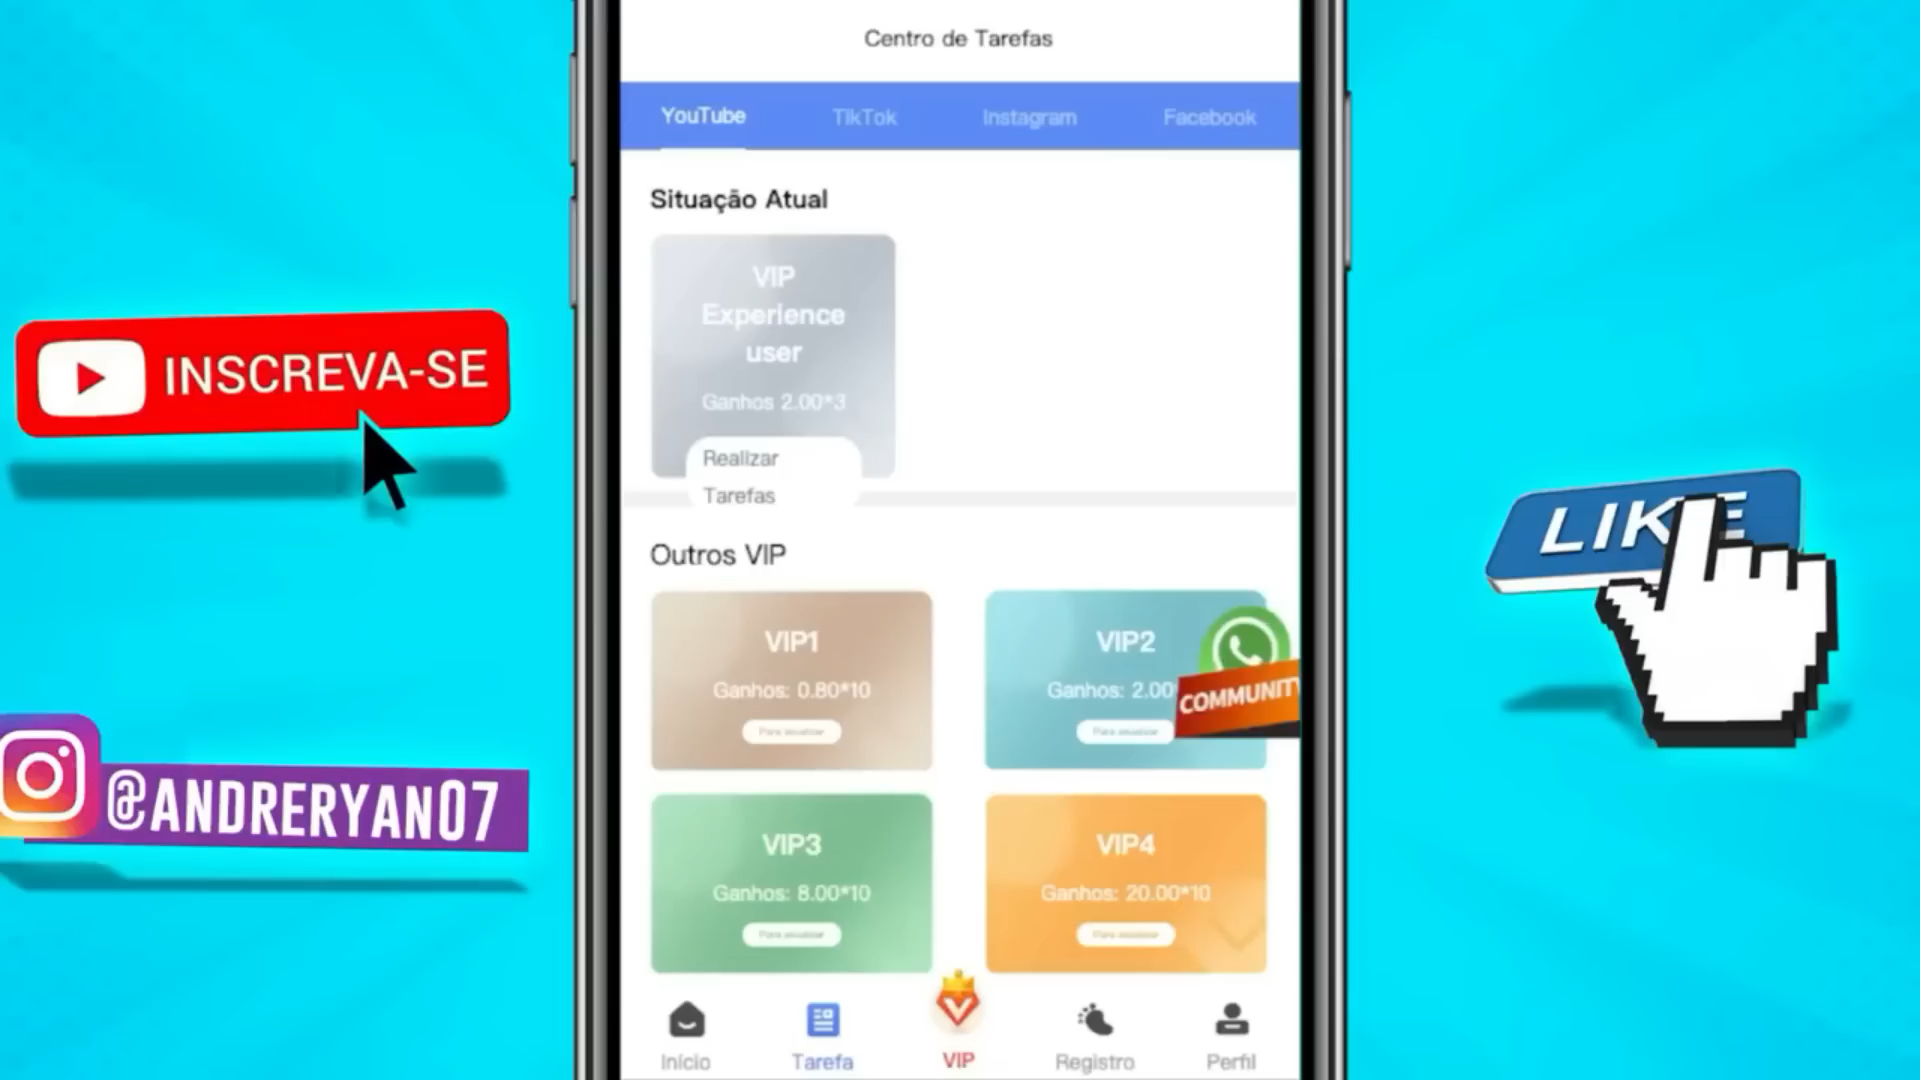 Centro de Tarefas
YouTube
TikTok
Instagram
Facebook
Situação Atual
VIP
Experience
user
Ganhos 2.00*3
Realizar
Tarefas
Outros VIP
VIP1
Ganhos: 0.80*10
VIP2
Ganhos: 2.00
COMMUNITY
VIP3
Ganhos: 8.00*10
VIP4
Ganhos: 20.00*10
Início
Tarefa
VIP
Registro
Perfil
INSCREVA-SE
@ANDRERYAN07
LIKE